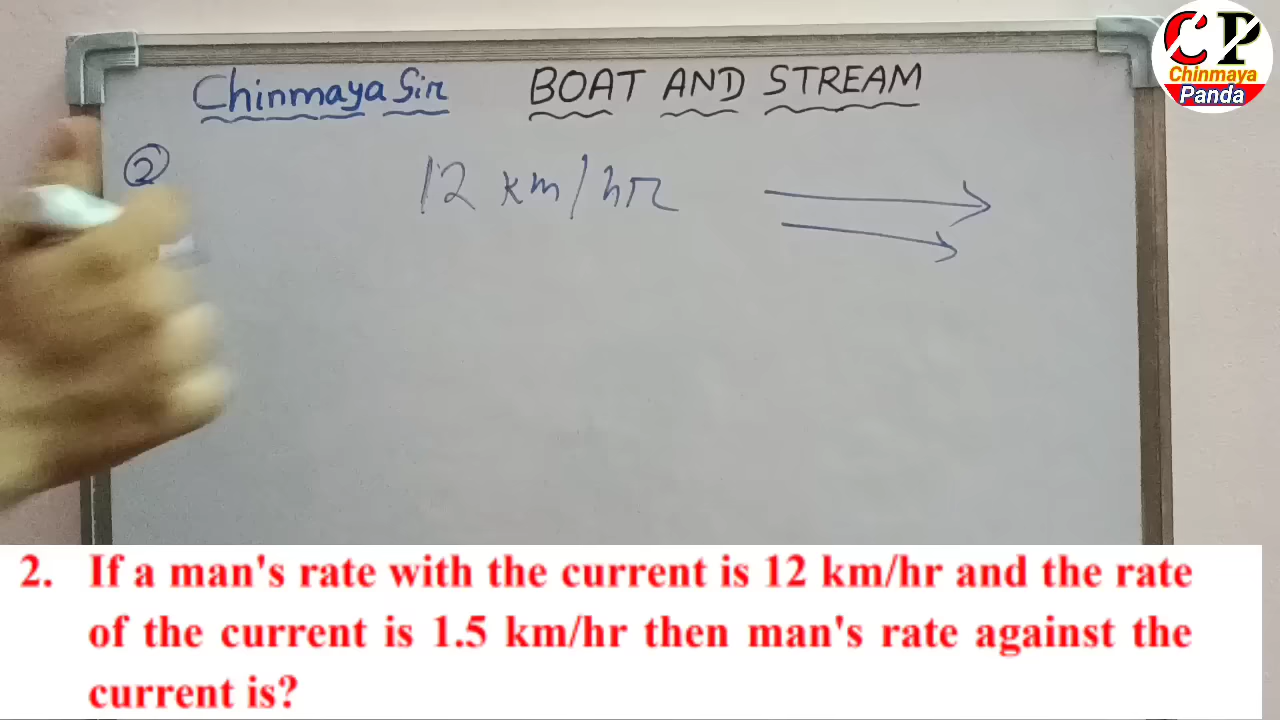 Chinmaya Sir BOAT AND STREAM
CP
Chinmaya
Panda
2
12 km/hr
2. If a man's rate with the current is 12 km/hr and the rate
of the current is 1.5 km/hr then man's rate against the
current is?